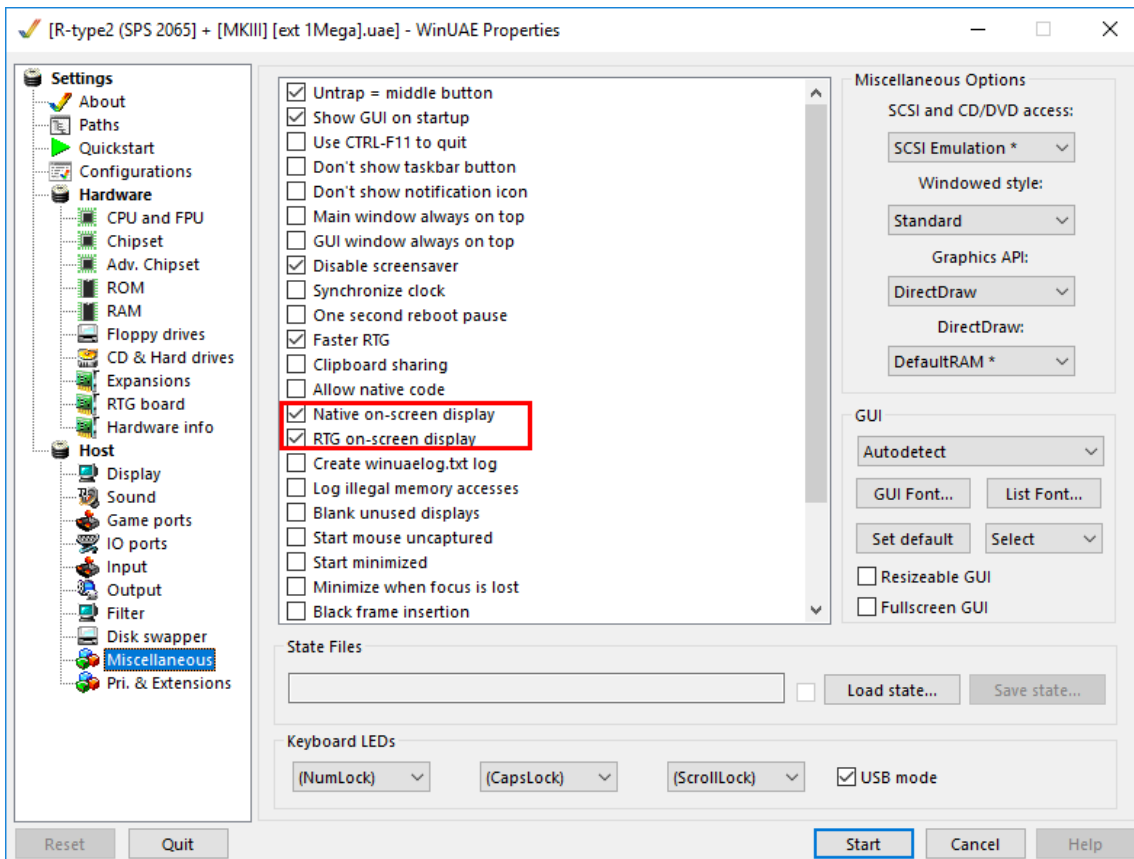 [R-type2 (SPS 2065) + [MKIII] [ext 1Mega].uae] - WinUAE Properties
Settings
About
Paths
Quickstart
Configurations
Hardware
CPU and FPU
Chipset
Adv. Chipset
ROM
RAM
Floppy drives
CD & Hard drives
Expansions
RTG board
Hardware info
Host
Display
Sound
Game ports
IO ports
Input
Output
Filter
Disk swapper
Miscellaneous
Pri. & Extensions
Untrap = middle button
Show GUI on startup
Use CTRL-F11 to quit
Don't show taskbar button
Don't show notification icon
Main window always on top
GUI window always on top
Disable screensaver
Synchronize clock
One second reboot pause
Faster RTG
Clipboard sharing
Allow native code
Native on-screen display
RTG on-screen display
Create winuaelog.txt log
Log illegal memory accesses
Blank unused displays
Start mouse uncaptured
Start minimized
Minimize when focus is lost
Black frame insertion
Miscellaneous Options
SCSI and CD/DVD access:
SCSI Emulation *
Windowed style:
Standard
Graphics API:
DirectDraw
DirectDraw:
DefaultRAM *
GUI
Autodetect
GUI Font... List Font...
Set default Select
Resizeable GUI
Fullscreen GUI
State Files
Load state... Save state...
Keyboard LEDs
(NumLock) (CapsLock) (ScrollLock) USB mode
Reset Quit Start Cancel Help